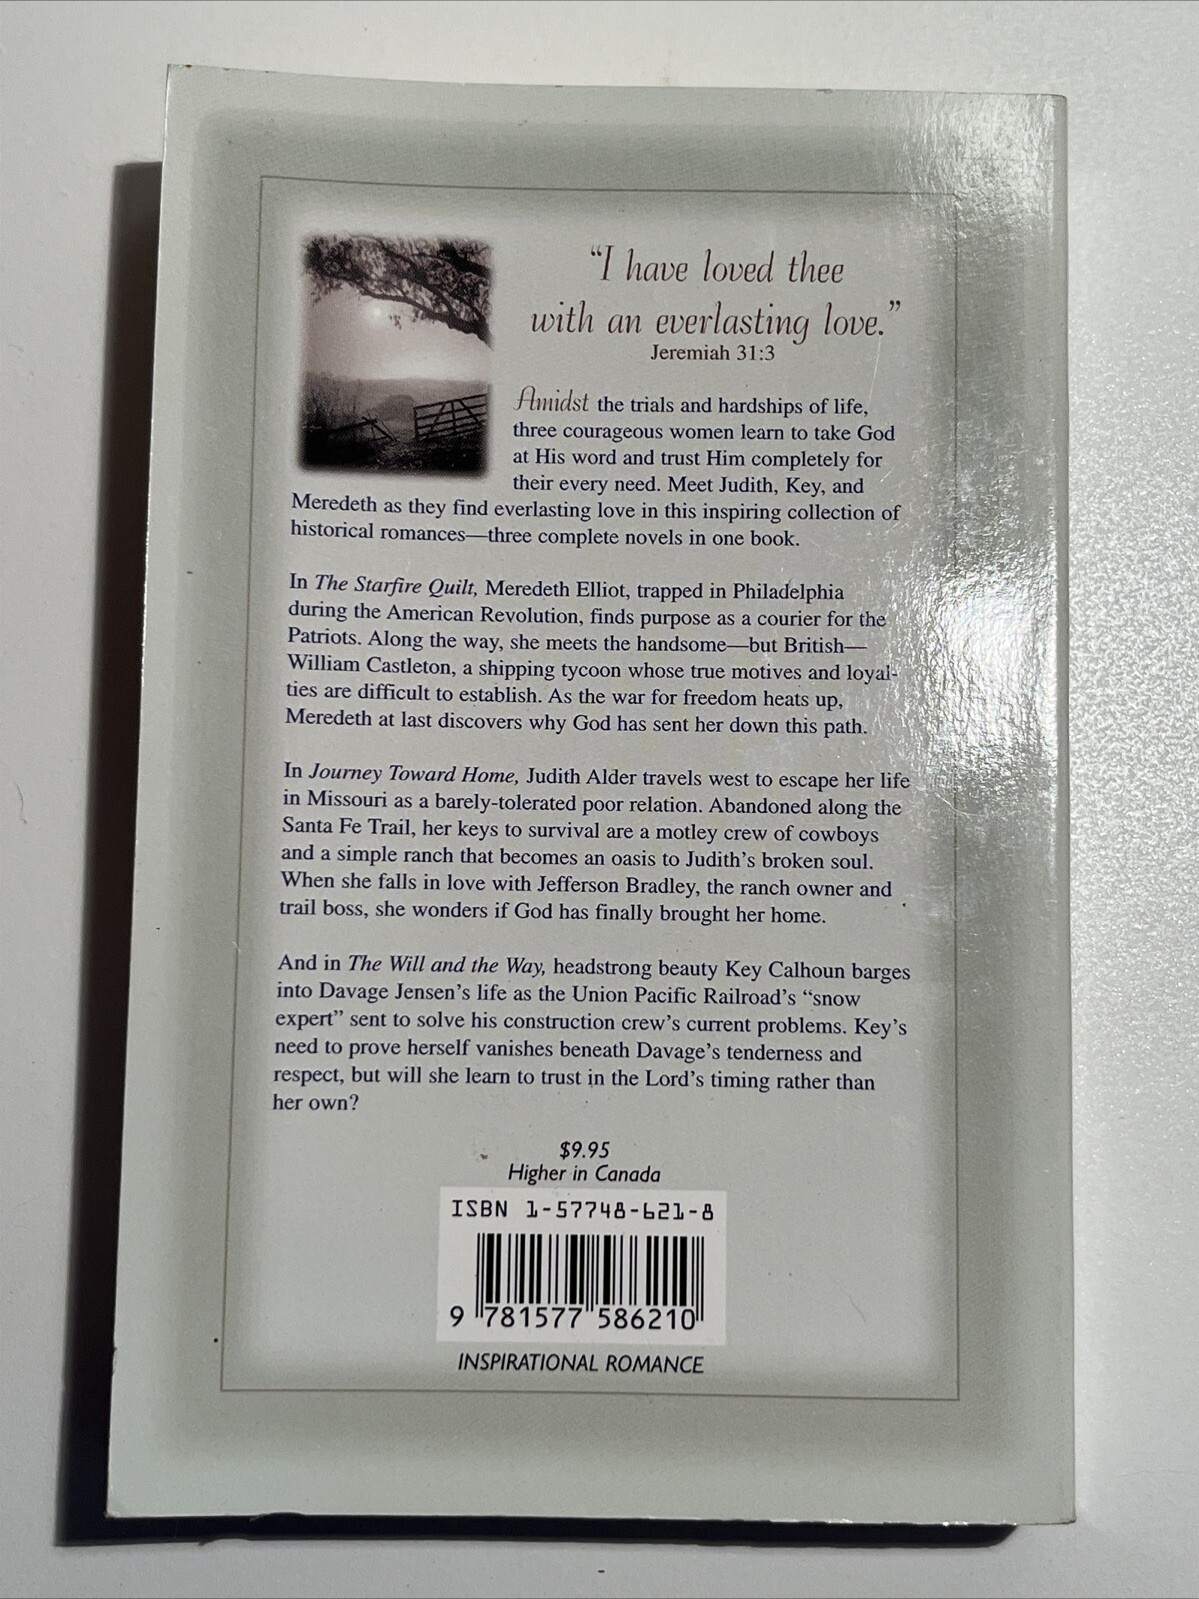 “I have loved thee
with an everlasting love.”
Jeremiah 31:3
Amidst the trials and hardships of life,
three courageous women learn to take God
at His word and trust Him completely for
their every need. Meet Judith, Key, and
Meredeth as they find everlasting love in this inspiring collection of
historical romances—three complete novels in one book.
In The Starfire Quilt, Meredeth Elliot, trapped in Philadelphia
during the American Revolution, finds purpose as a courier for the
Patriots. Along the way, she meets the handsome—but British—
William Castleton, a shipping tycoon whose true motives and loyal-
ties are difficult to establish. As the war for freedom heats up,
Meredeth at last discovers why God has sent her down this path.
In Journey Toward Home, Judith Alder travels west to escape her life
in Missouri as a barely-tolerated poor relation. Abandoned along the
Santa Fe Trail, her keys to survival are a motley crew of cowboys
and a simple ranch that becomes an oasis to Judith’s broken soul.
When she falls in love with Jefferson Bradley, the ranch owner and
trail boss, she wonders if God has finally brought her home.
And in The Will and the Way, headstrong beauty Key Calhoun barges
into Davage Jensen’s life as the Union Pacific Railroad’s “snow
expert” sent to solve his construction crew’s current problems. Key’s
need to prove herself vanishes beneath Davage’s tenderness and
respect, but will she learn to trust in the Lord’s timing rather than
her own?
$9.95
Higher in Canada
ISBN 1-57748-621-8
9 781577 586210
INSPIRATIONAL ROMANCE